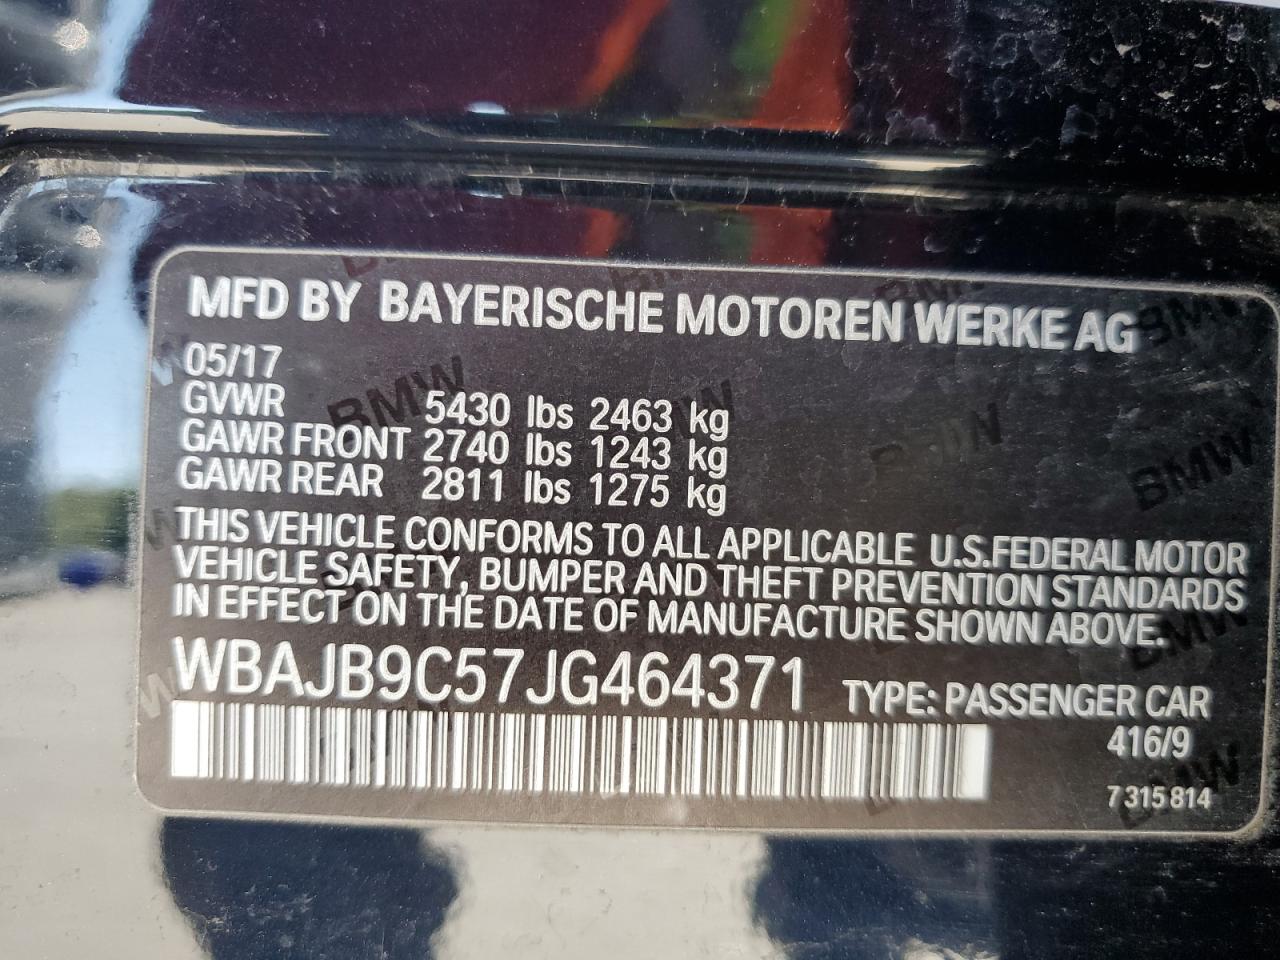 MFD BY BAYERISCHE MOTOREN WERKE AG
05/17
GVWR 5430 lbs 2463 kg
GAWR FRONT 2740 lbs 1243 kg
GAWR REAR 2811 lbs 1275 kg
THIS VEHICLE CONFORMS TO ALL APPLICABLE U.S.FEDERAL MOTOR
VEHICLE SAFETY, BUMPER AND THEFT PREVENTION STANDARDS
IN EFFECT ON THE DATE OF MANUFACTURE SHOWN ABOVE.
WBAJB9C57JG464371 TYPE: PASSENGER CAR
416/9
7 315 814